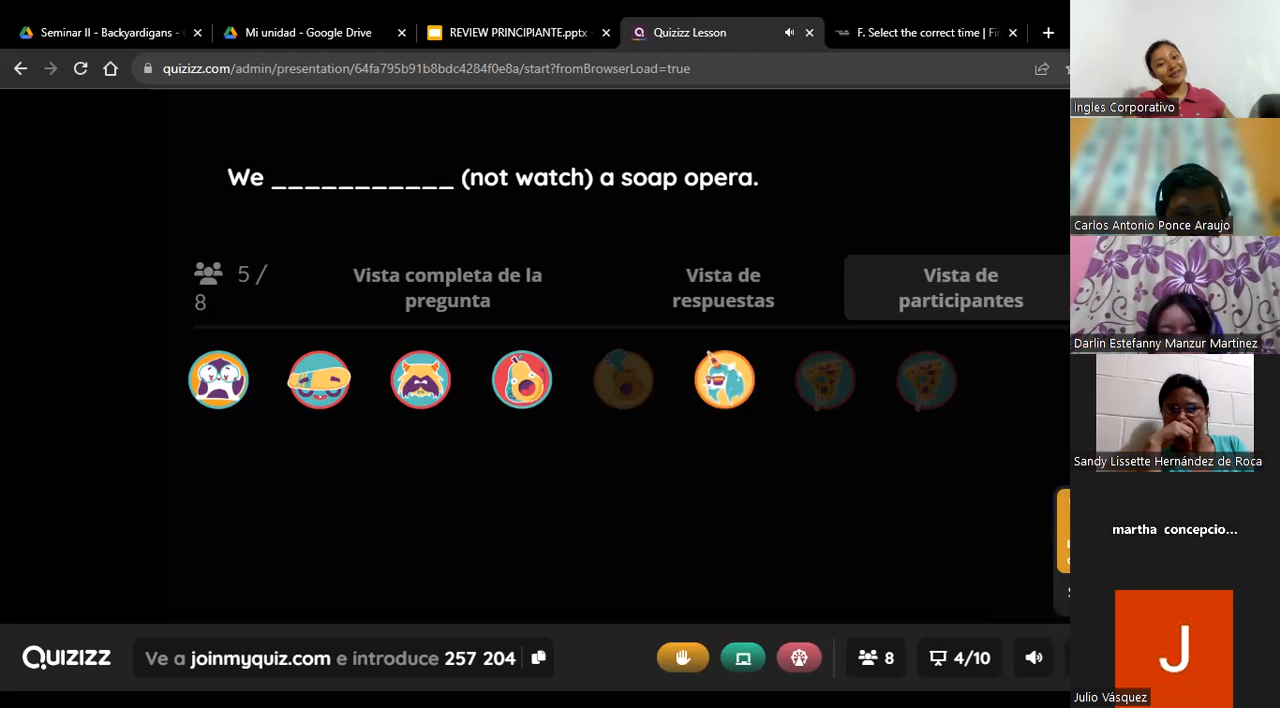 Seminar II - Backyardigans -
Mi unidad - Google Drive
REVIEW PRINCIPIANTE.pptx -
Quizizz Lesson
F. Select the correct time | Fi
quizizz.com/admin/presentation/64fa795b91b8bdc4284f0e8a/start?fromBrowserLoad=true
We ___________ (not watch) a soap opera.
5 /
8
Vista completa de la
pregunta
Vista de
respuestas
Vista de
participantes
Quizizz
Ve a joinmyquiz.com e introduce 257 204
8
4/10
Ingles Corporativo
Carlos Antonio Ponce Araujo
Darlin Estefanny Manzur Martinez
Sandy Lissette Hernández de Roca
martha concepcio...
J
Julio Vásquez